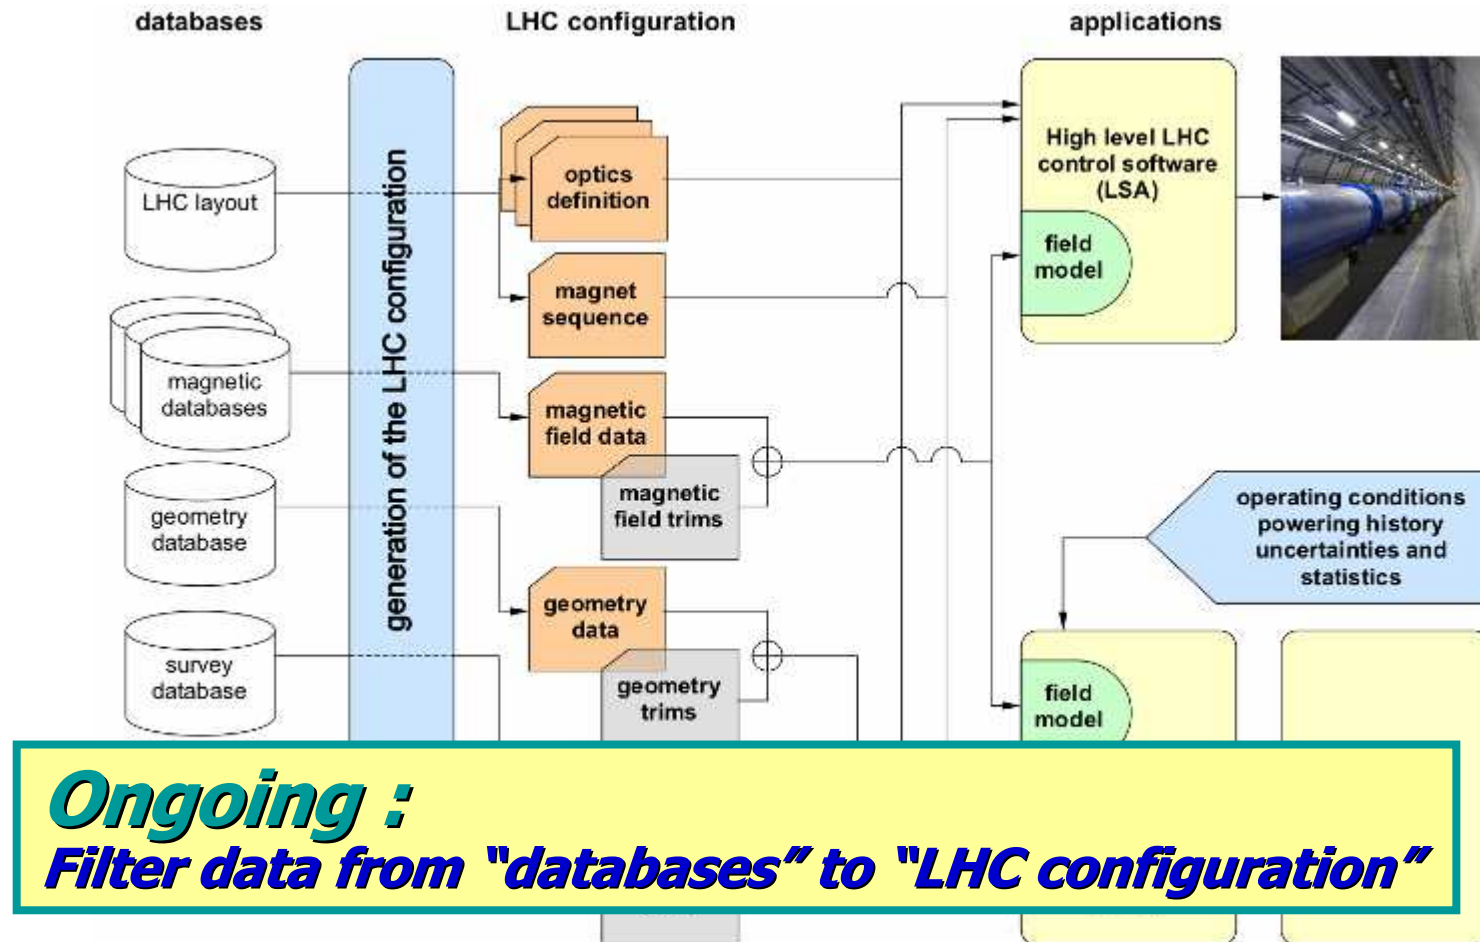 databases
LHC configuration
applications
generation of the LHC configuration
LHC layout
magnetic
databases
geometry
database
survey
database
optics
definition
magnet
sequence
magnetic
field data
magnetic
field trims
geometry
data
geometry
trims
High level LHC
control software
(LSA)
field
model
operating conditions
powering history
uncertainties and
statistics
field
model
Ongoing :
Filter data from “databases” to “LHC configuration”